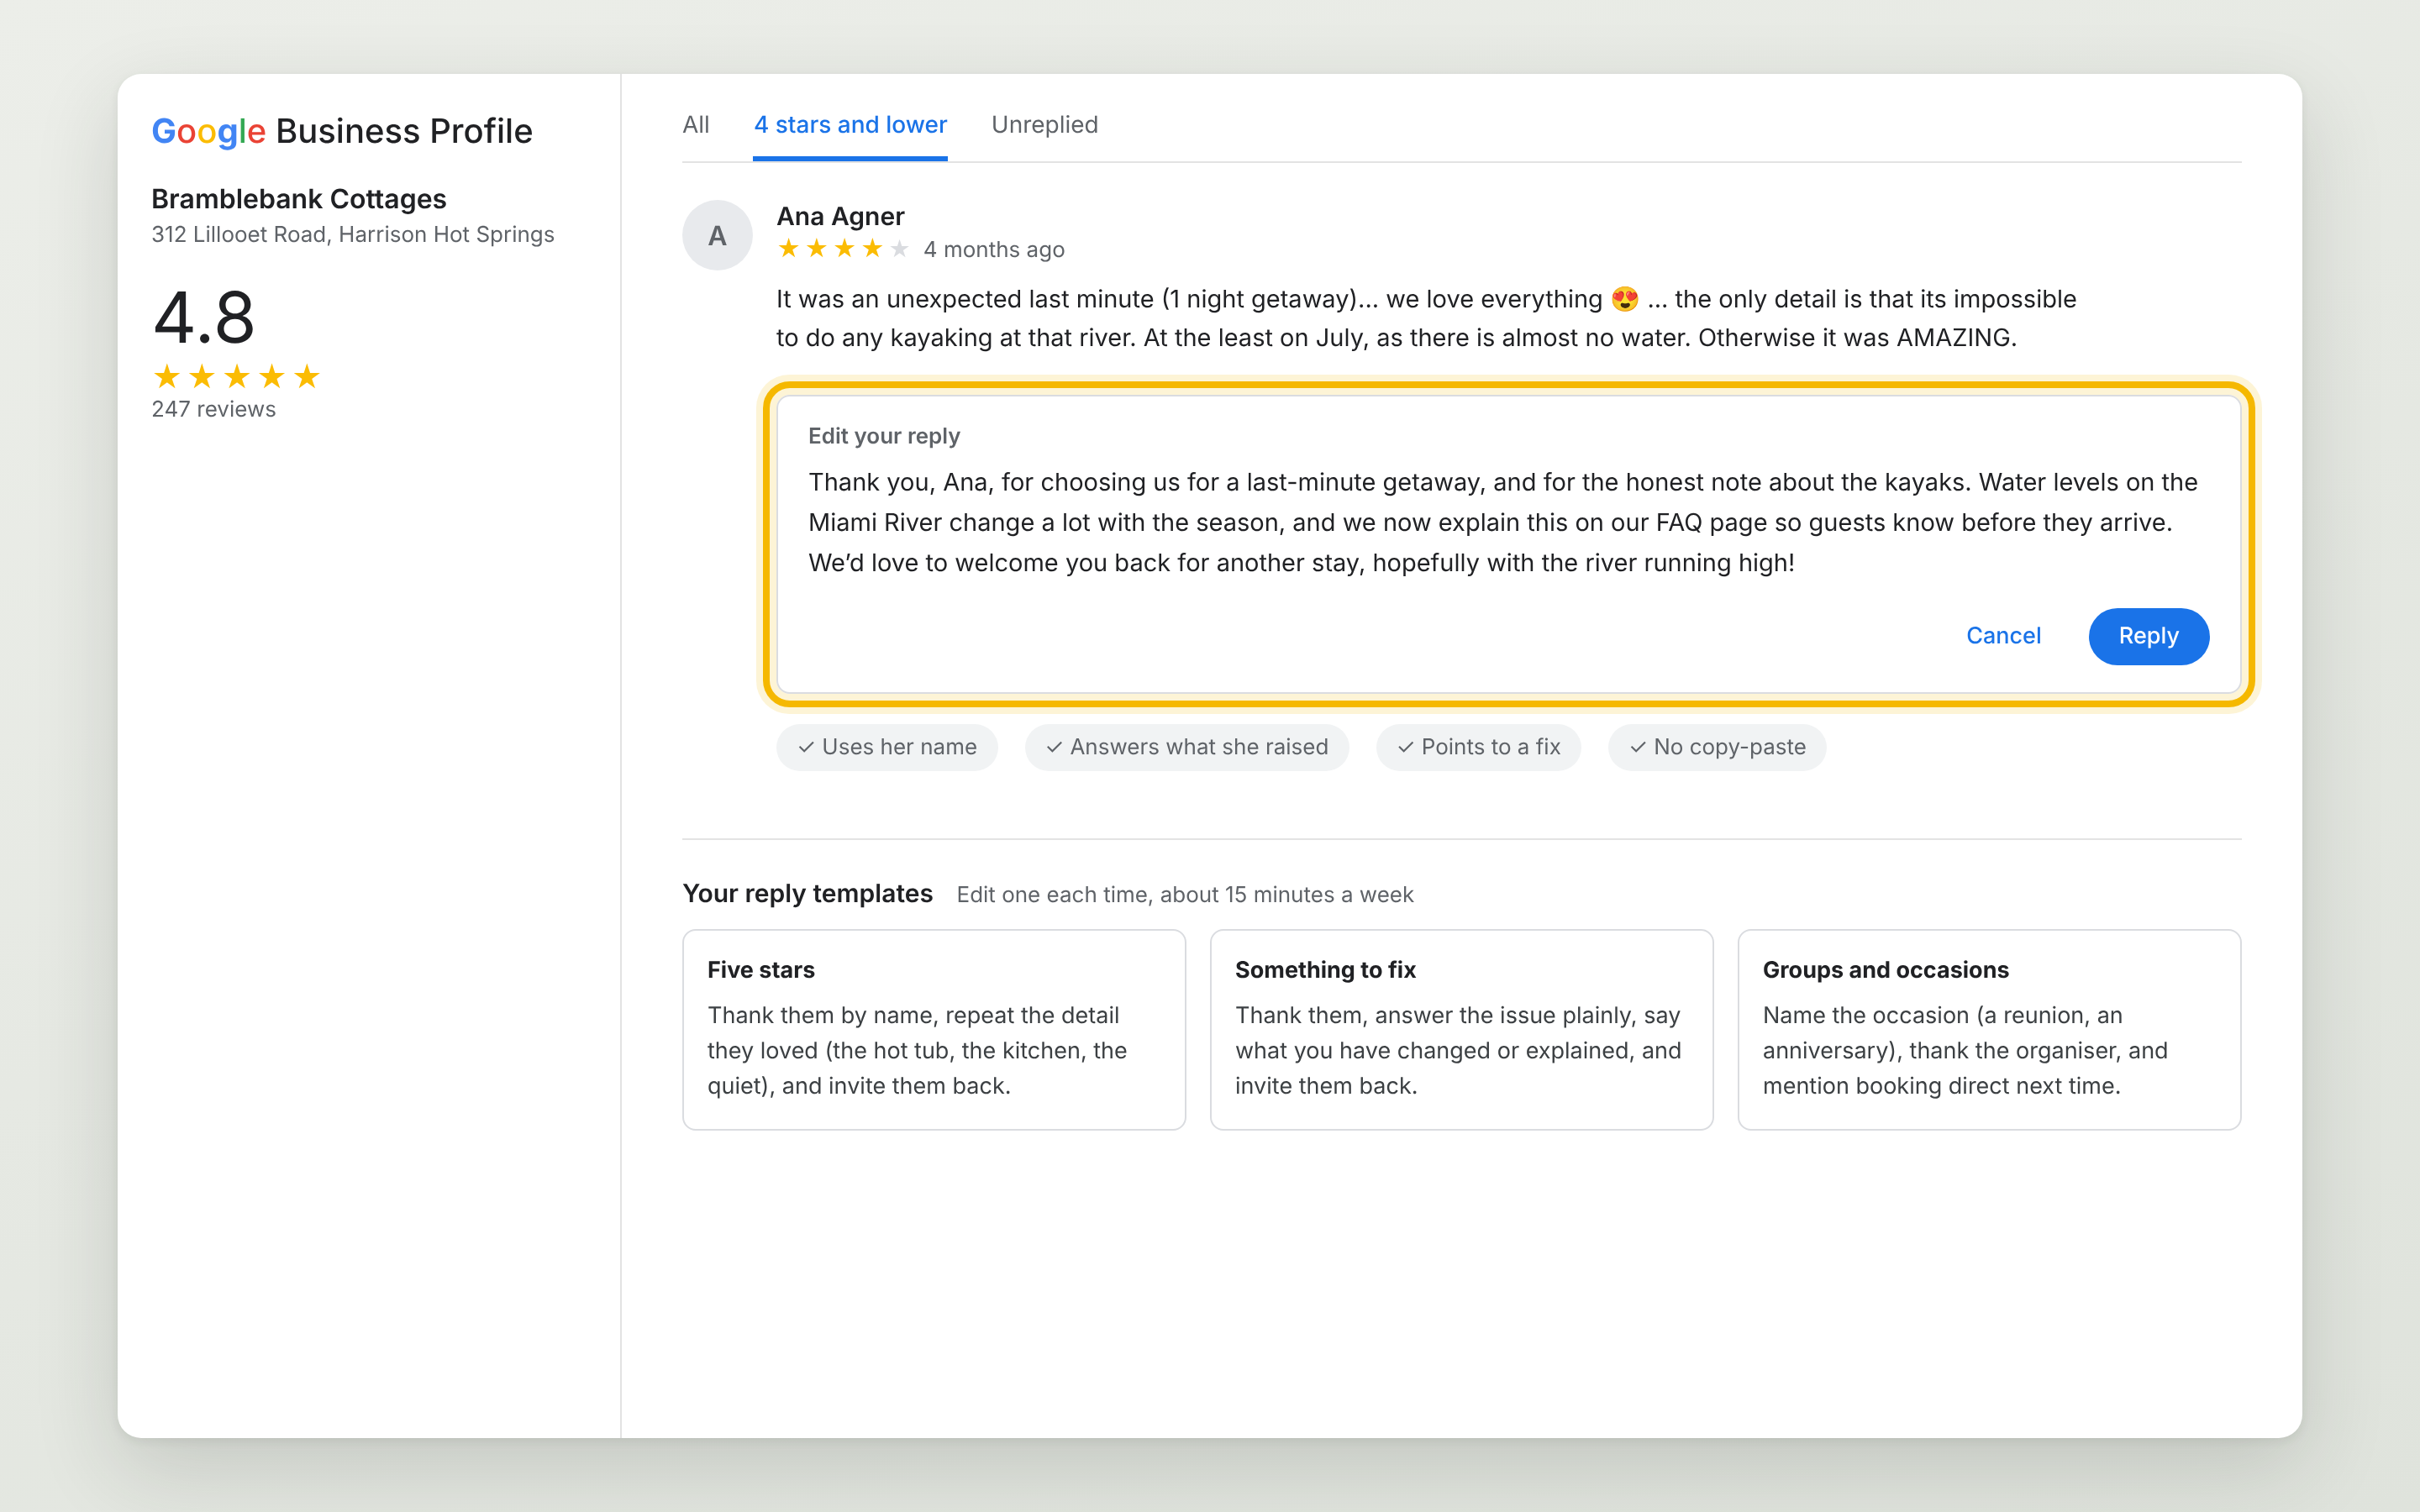 Google Business Profile
Bramblebank Cottages
312 Lillooet Road, Harrison Hot Springs
4.8
★★★★★
247 reviews
All
4 stars and lower
Unreplied
A
Ana Agner
★★★★★ 4 months ago
It was an unexpected last minute (1 night getaway)... we love everything 😍 ... the only detail is that its impossible
to do any kayaking at that river. At the least on July, as there is almost no water. Otherwise it was AMAZING.
Edit your reply
Thank you, Ana, for choosing us for a last-minute getaway, and for the honest note about the kayaks. Water levels on the
Miami River change a lot with the season, and we now explain this on our FAQ page so guests know before they arrive.
We’d love to welcome you back for another stay, hopefully with the river running high!
Cancel
Reply
✓ Uses her name
✓ Answers what she raised
✓ Points to a fix
✓ No copy-paste
Your reply templates
Edit one each time, about 15 minutes a week
Five stars
Thank them by name, repeat the detail
they loved (the hot tub, the kitchen, the
quiet), and invite them back.
Something to fix
Thank them, answer the issue plainly, say
what you have changed or explained, and
invite them back.
Groups and occasions
Name the occasion (a reunion, an
anniversary), thank the organiser, and
mention booking direct next time.